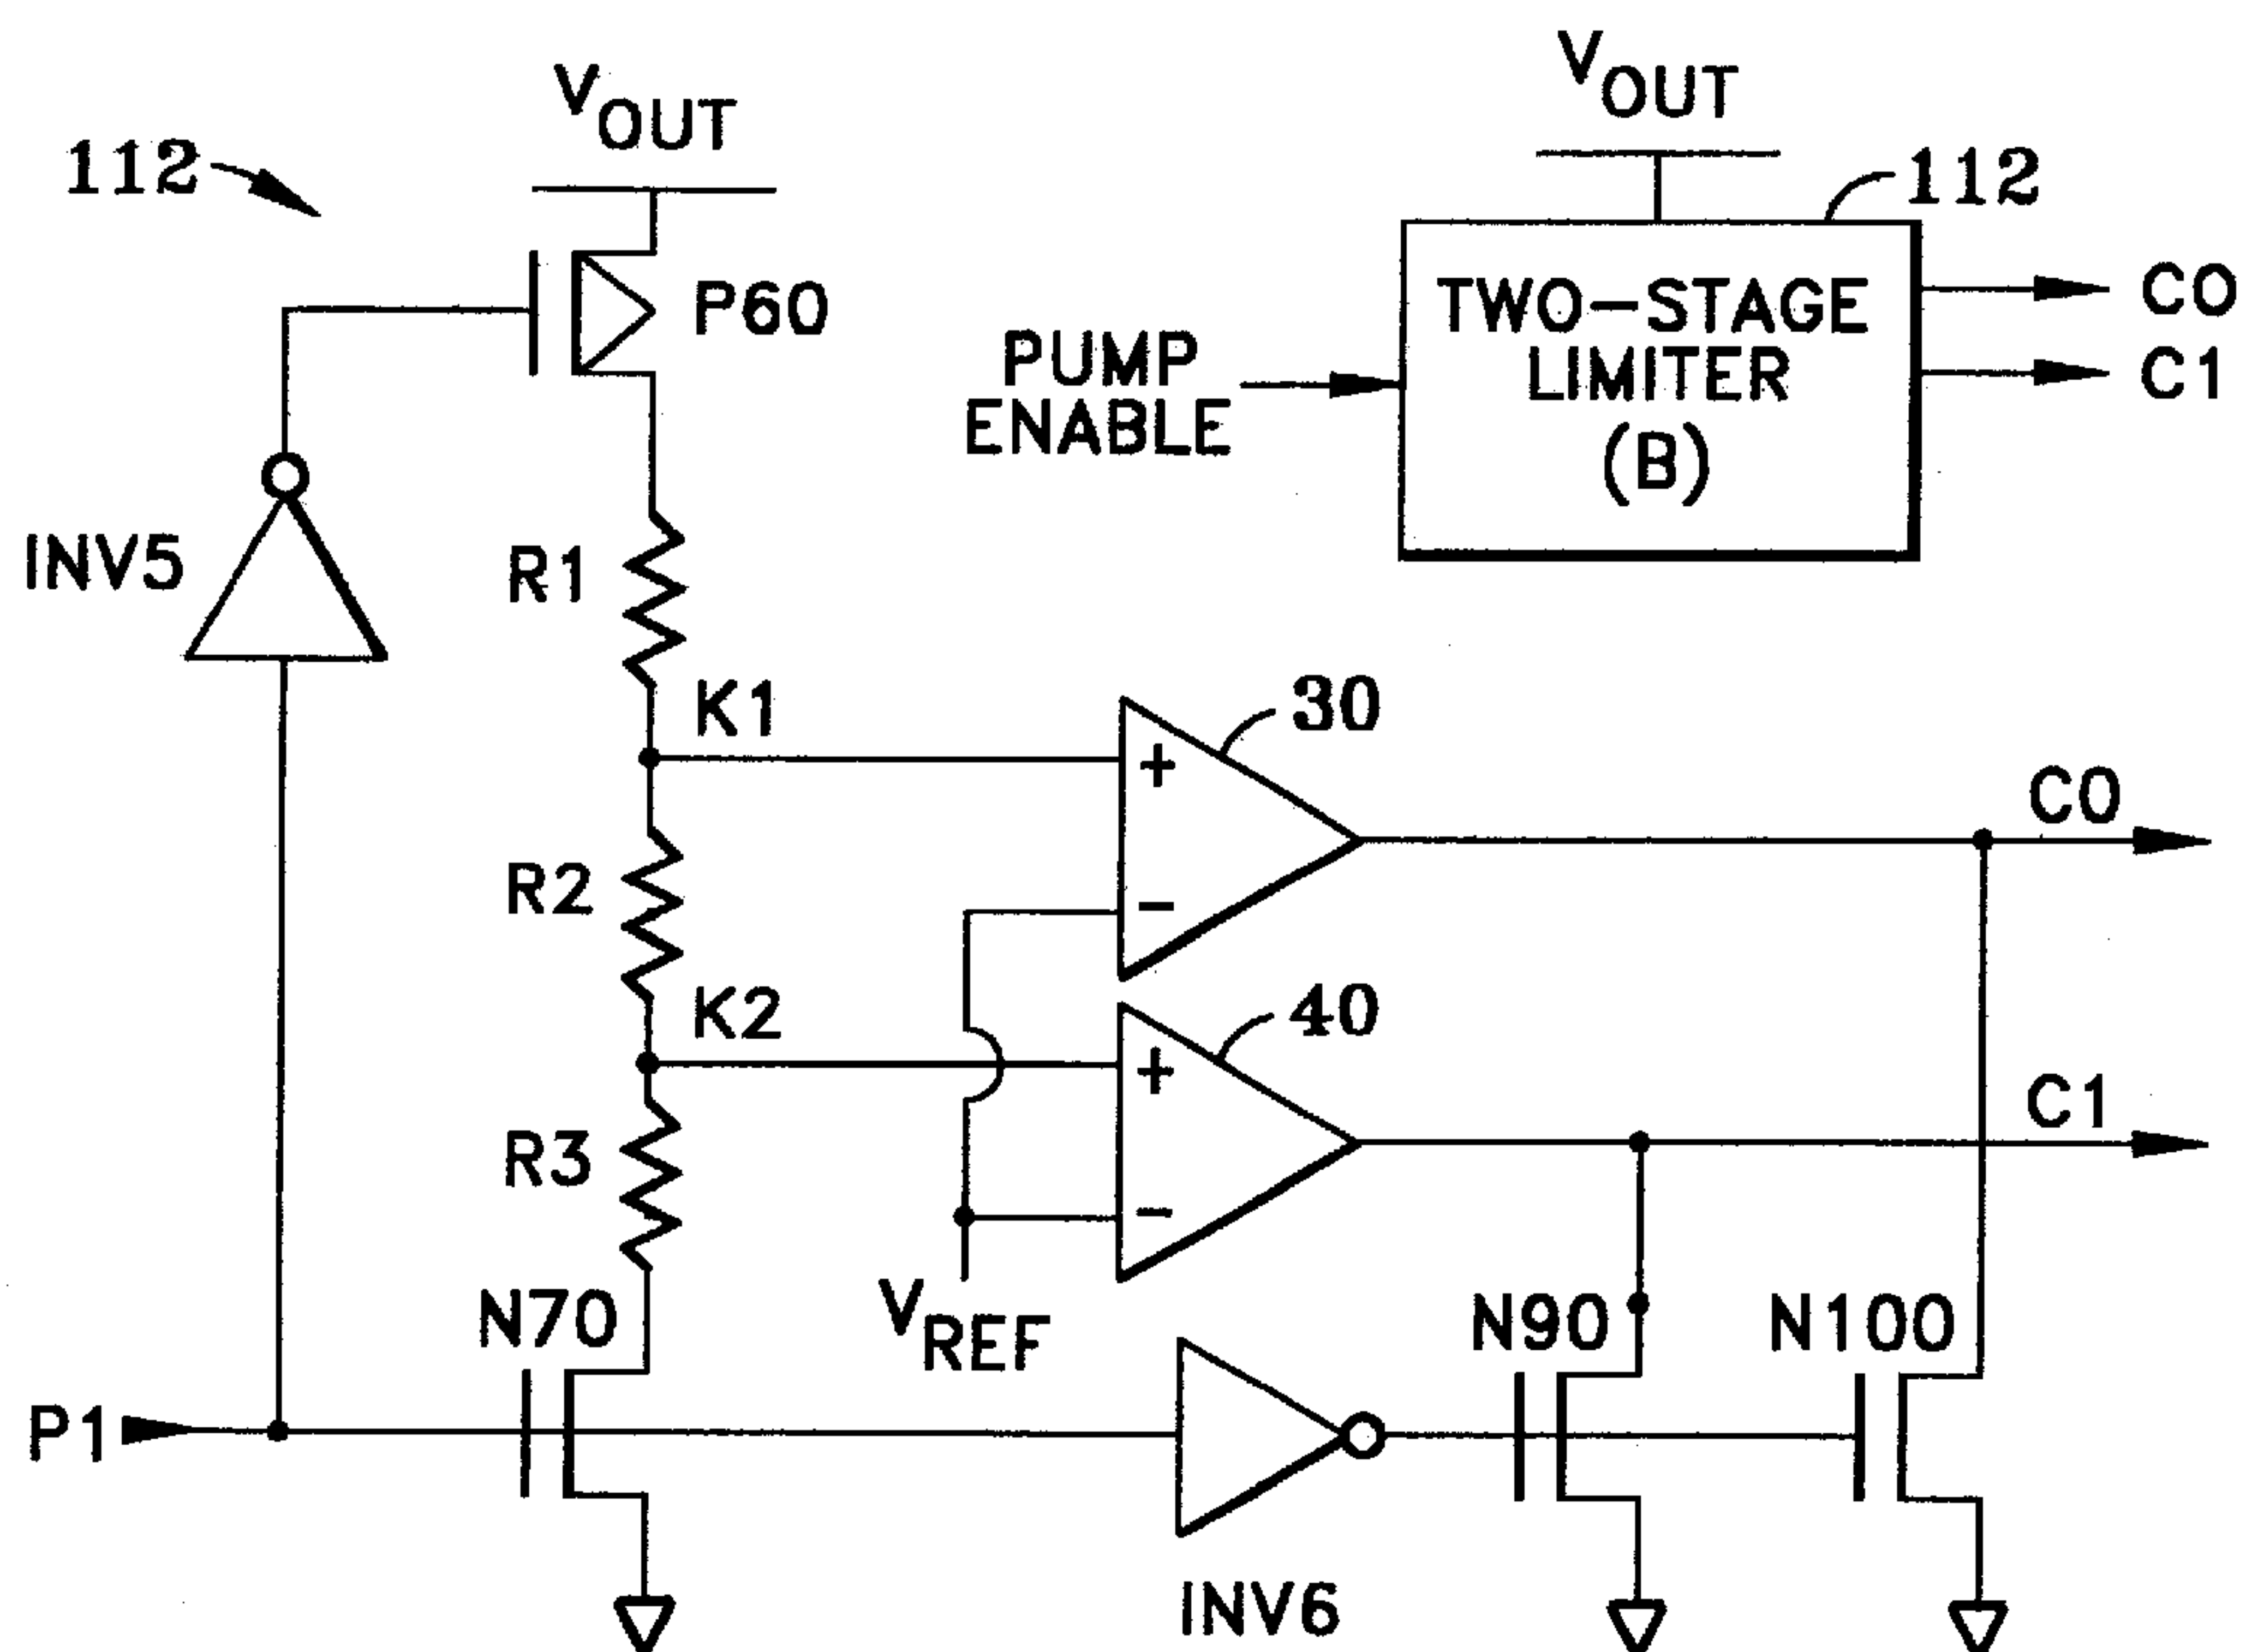 112
VOUT
P60
INV5
R1
K1
R2
K2
R3
N70
P1
VREF
30
40
C0
C1
INV6
N90
N100
VOUT
112
PUMP
ENABLE
TWO-STAGE
LIMITER
(B)
C0
C1
+
-
+
-